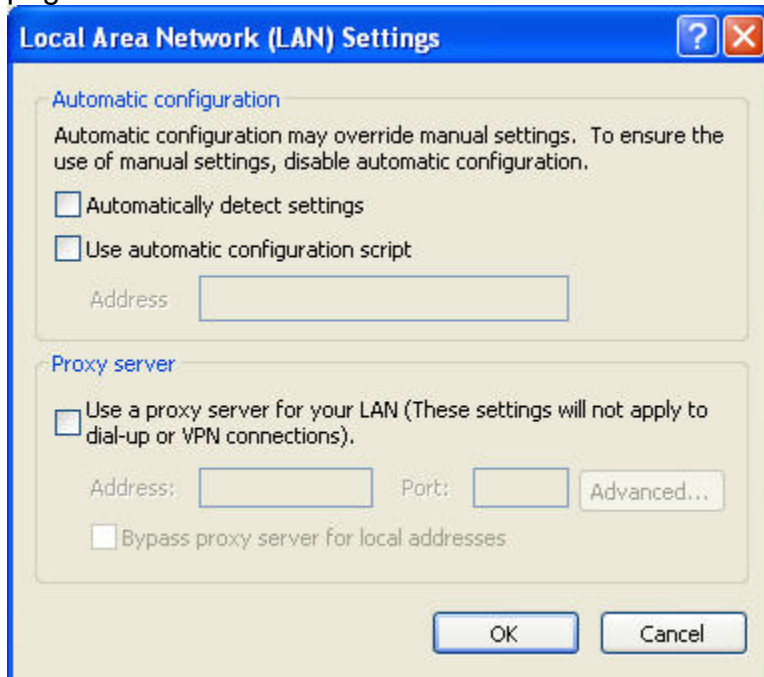 Local Area Network (LAN) Settings
Automatic configuration
Automatic configuration may override manual settings. To ensure the
use of manual settings, disable automatic configuration.
Automatically detect settings
Use automatic configuration script
Address
Proxy server
Use a proxy server for your LAN (These settings will not apply to
dial-up or VPN connections).
Address: Port: Advanced...
Bypass proxy server for local addresses
OK Cancel